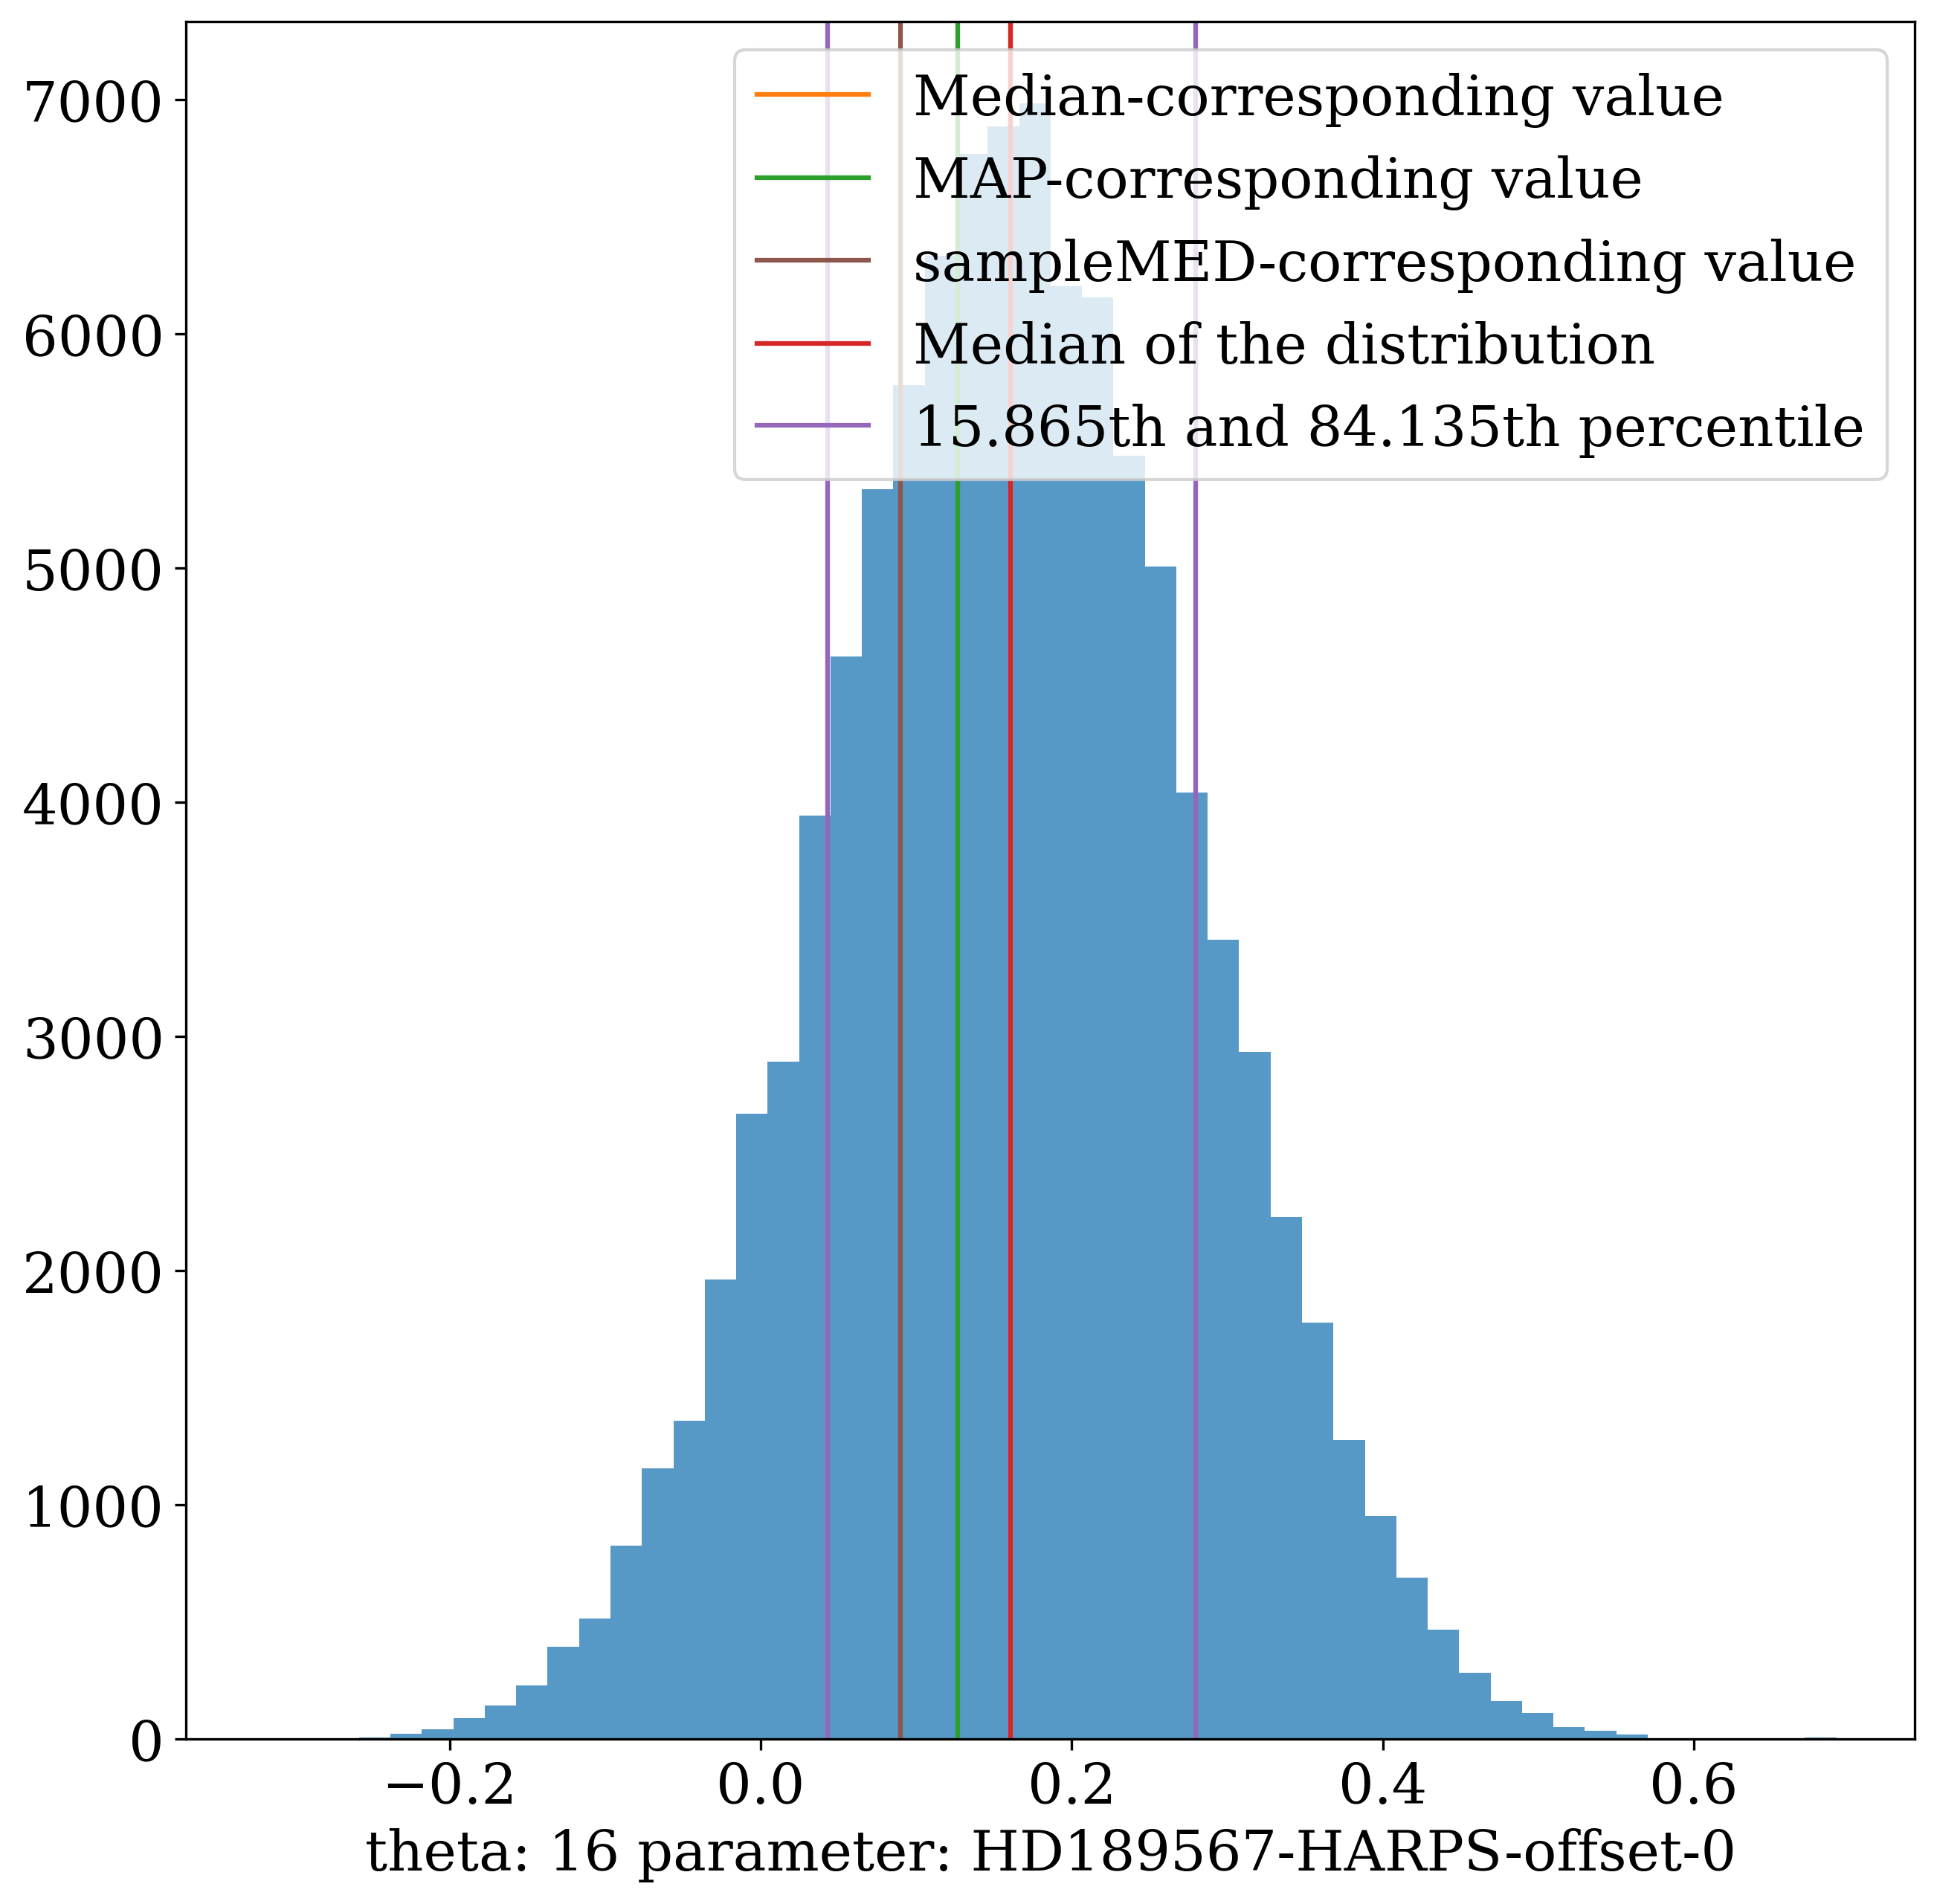 7000
6000
5000
4000
3000
2000
1000
0
Median-corresponding value
MAP-corresponding value
sampleMED-corresponding value
Median of the distribution
15.865th and 84.135th percentile
−0.2 0.0 0.2 0.4 0.6
theta: 16 parameter: HD189567-HARPS-offset-0